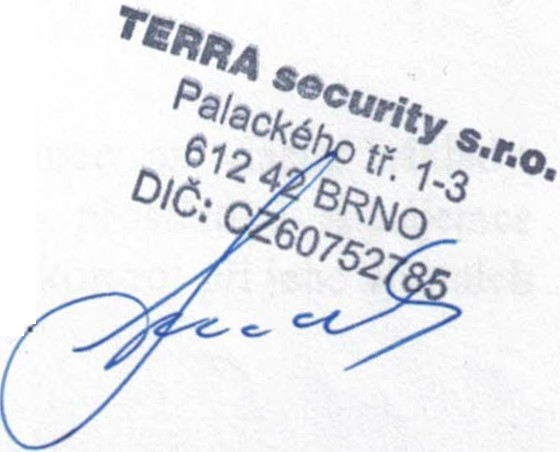 TERRA security s.r.o.
Palackého tř. 1-3
612 42 BRNO
DIČ: CZ60752785